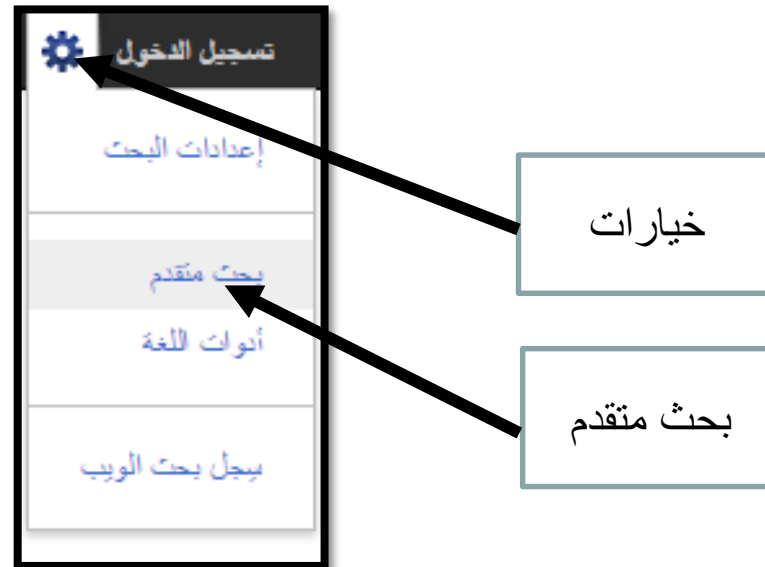 تسجيل الدخول
إعدادات البحث
بحث متقدم
أدوات اللغة
سجل بحث الويب
خيارات
بحث متقدم